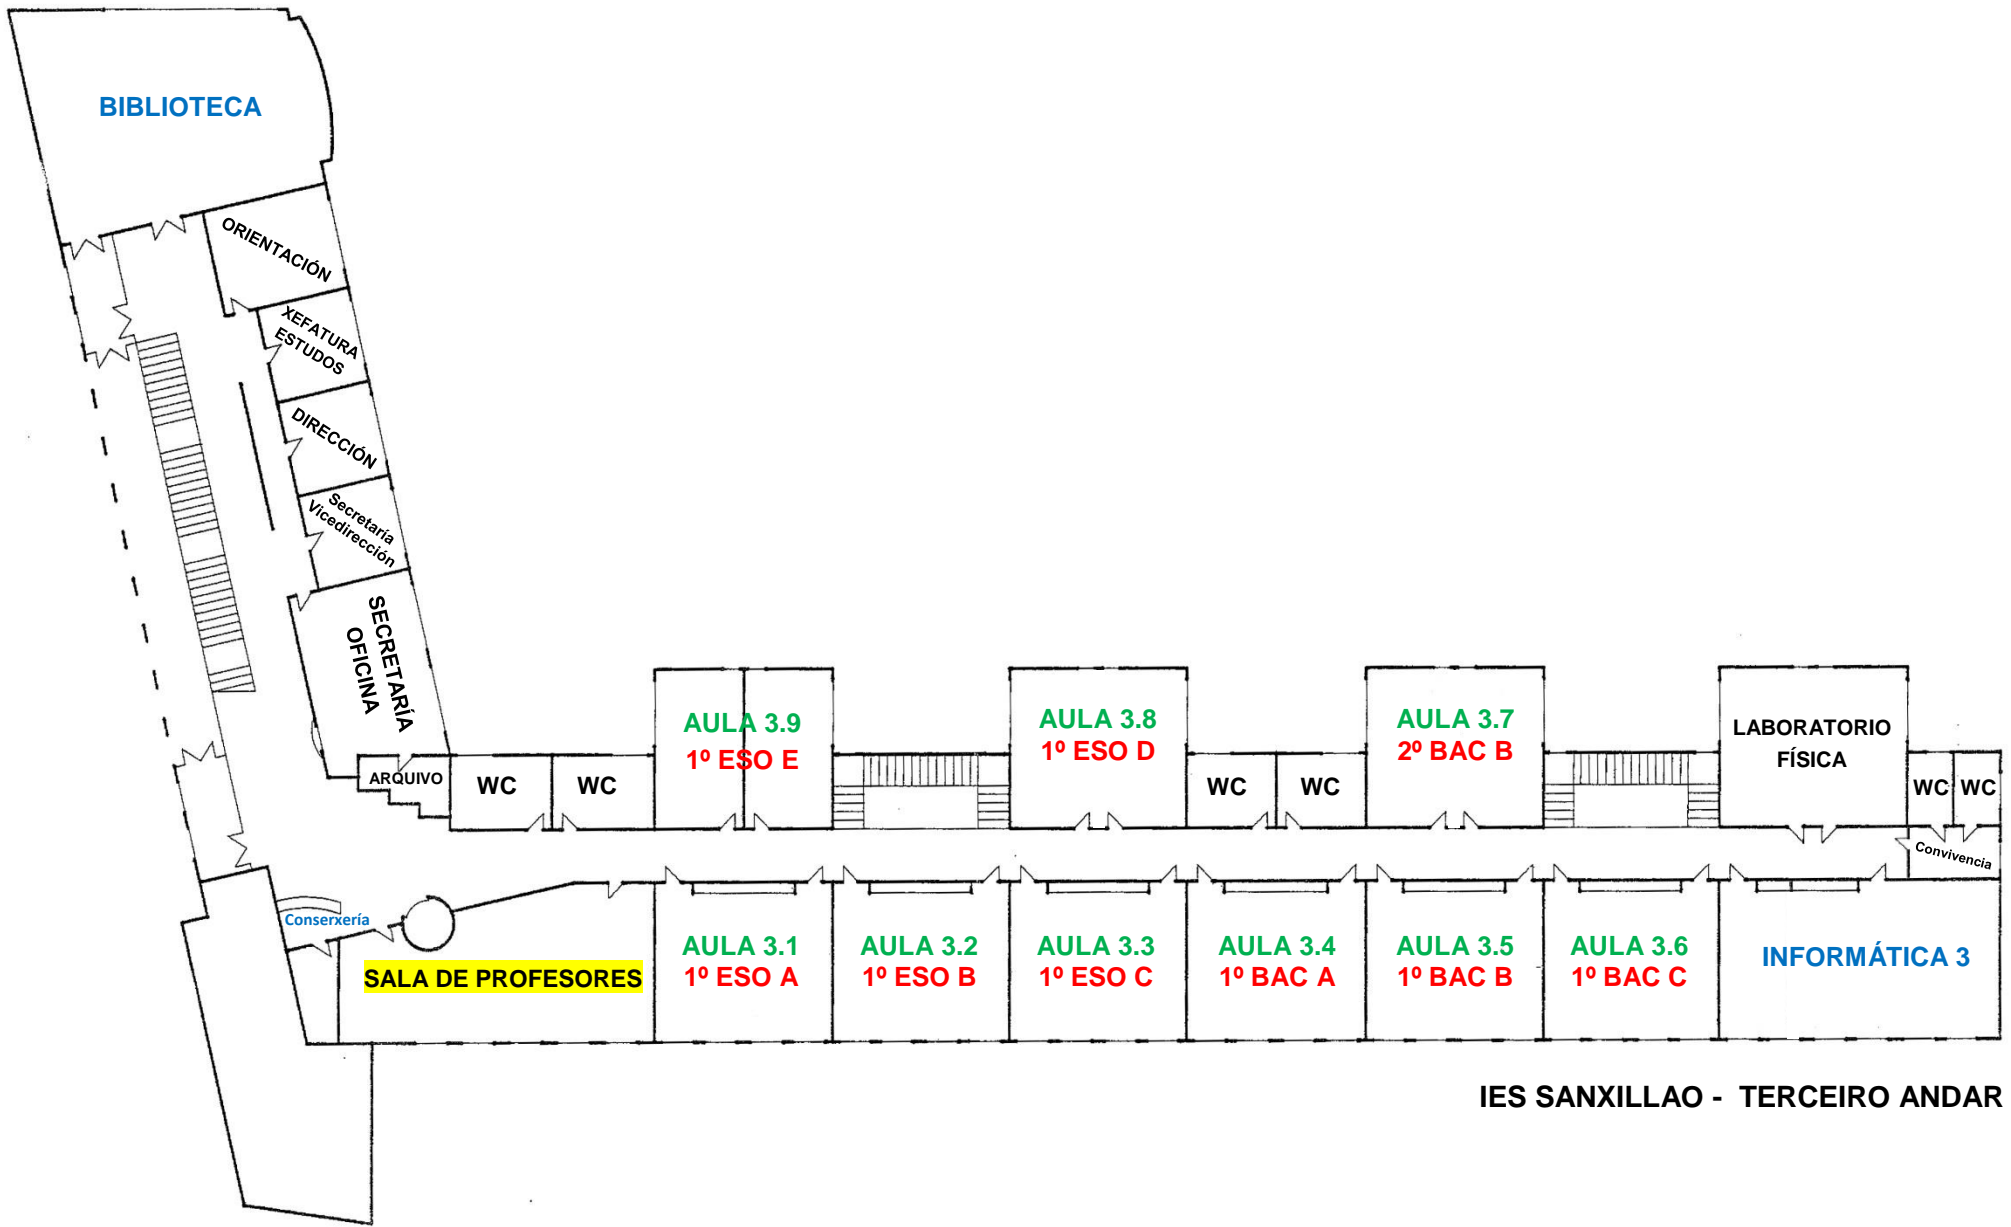 BIBLIOTECA
ORIENTACIÓN
XEFATURA
ESTUDOS
DIRECCIÓN
Secretaría
Vicedirección
SECRETARÍA
OFICINA
ARQUIVO
WC
WC
AULA 3.9
1º ESO E
AULA 3.8
1º ESO D
WC
WC
AULA 3.7
2º BAC B
LABORATORIO
FÍSICA
WC
WC
Convivencia
Conserxería
SALA DE PROFESORES
AULA 3.1
1º ESO A
AULA 3.2
1º ESO B
AULA 3.3
1º ESO C
AULA 3.4
1º BAC A
AULA 3.5
1º BAC B
AULA 3.6
1º BAC C
INFORMÁTICA 3
IES SANXILLAO - TERCEIRO ANDAR